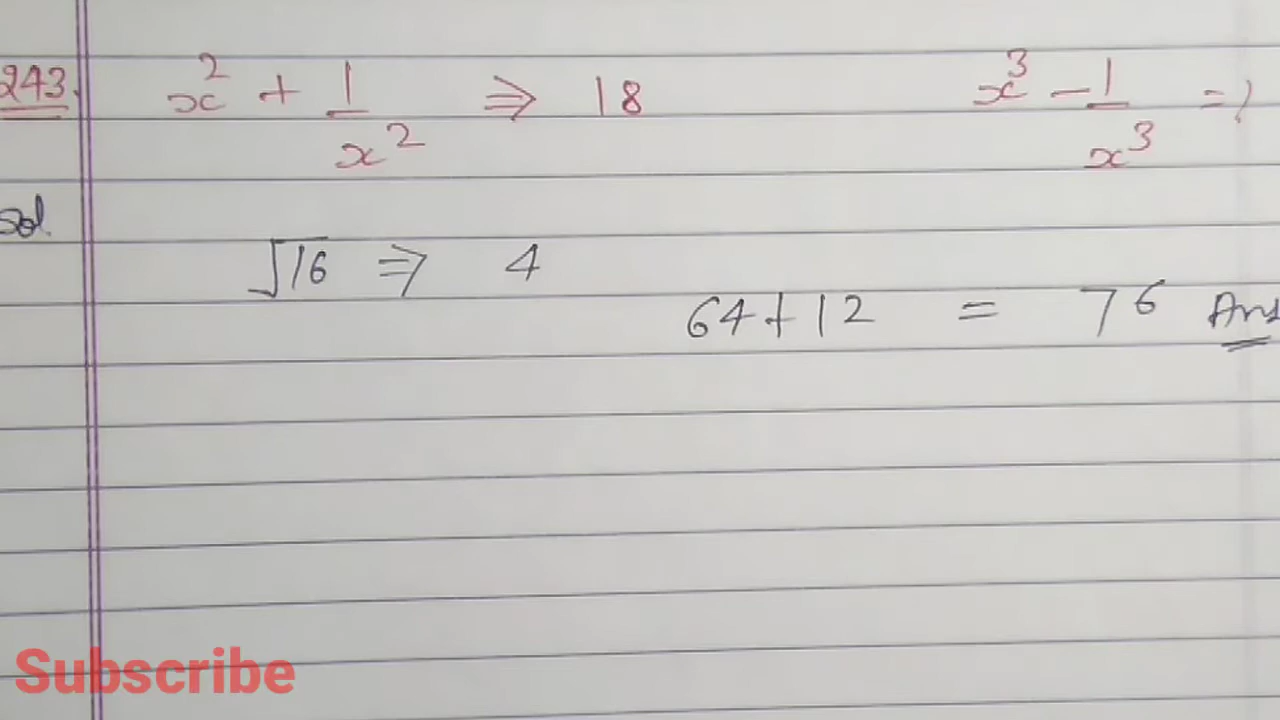 243. x² + 1/x² ⇒ 18 x³ - 1/x³ = ?
Sol
√16 ⇒ 4
64 + 12 = 76 Ans
Subscribe